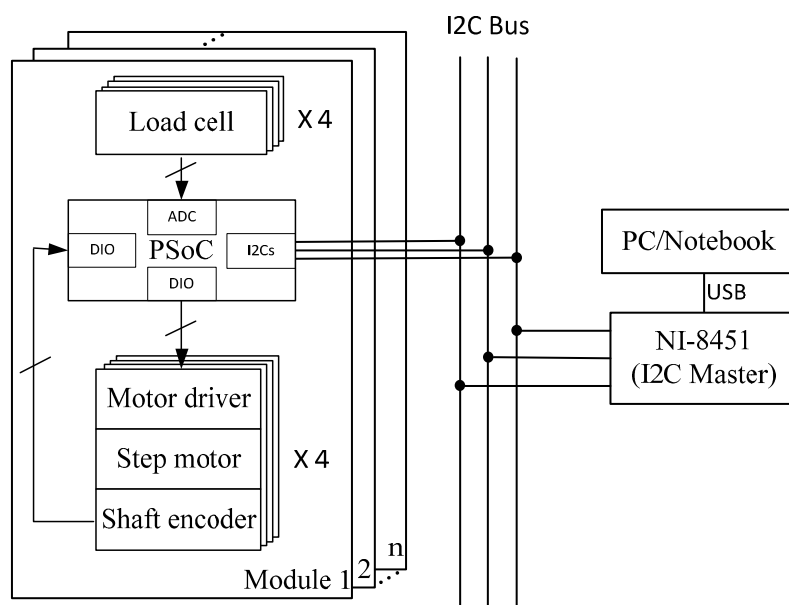 I2C Bus
Load cell
X 4
ADC
DIO
PSoC
I2Cs
DIO
PC/Notebook
USB
NI-8451
(I2C Master)
Motor driver
Step motor
X 4
Shaft encoder
n
2
Module 1